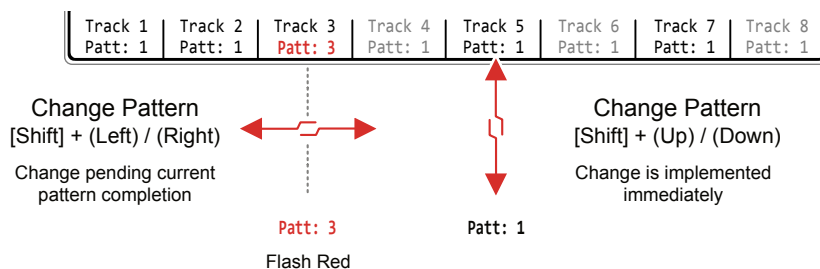 Track 1 Track 2 Track 3 Track 4 Track 5 Track 6 Track 7 Track 8
Patt: 1 Patt: 1 Patt: 3 Patt: 1 Patt: 1 Patt: 1 Patt: 1 Patt: 1
Change Pattern
[Shift] + (Left) / (Right)
Change pending current
pattern completion
Change Pattern
[Shift] + (Up) / (Down)
Change is implemented
immediately
Patt: 3
Patt: 1
Flash Red